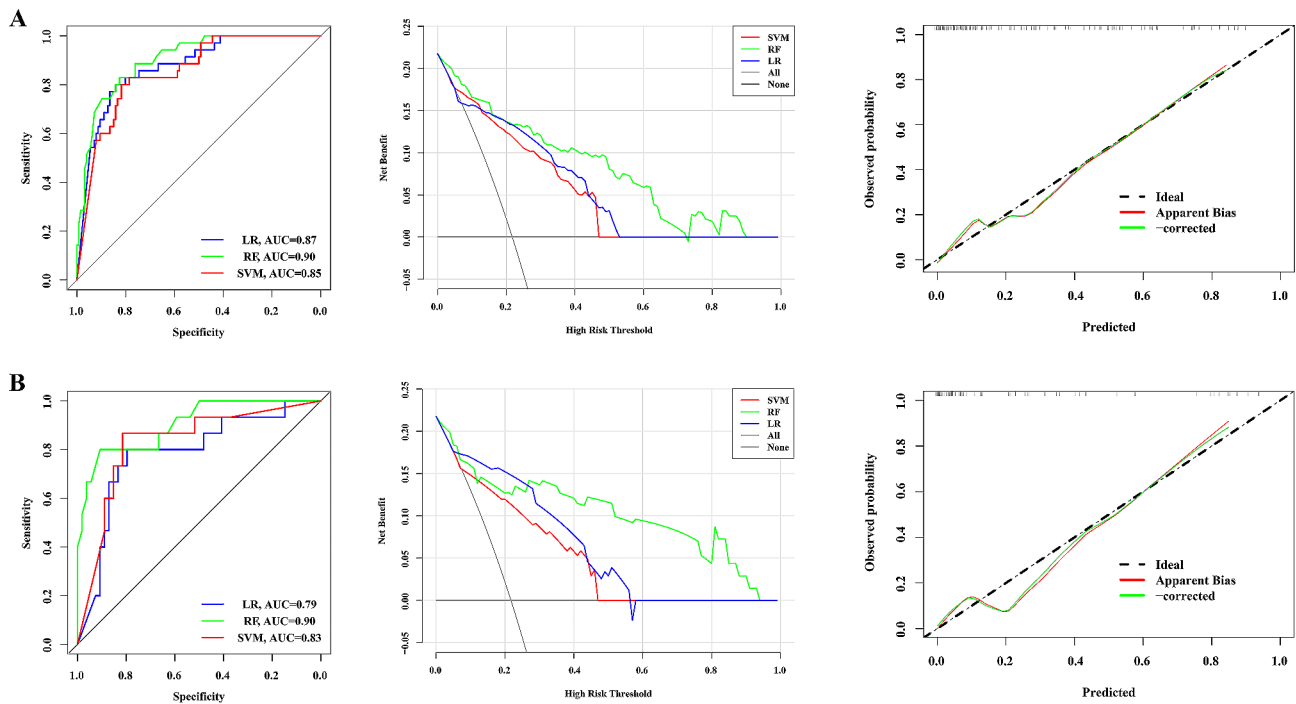 A
Sensitivity
0.0
0.2
0.4
0.6
0.8
1.0
LR, AUC=0.87
RF, AUC=0.90
SVM, AUC=0.85
1.0
0.8
0.6
0.4
0.2
0.0
Specificity
Net Benefit
0.25
0.20
0.15
0.10
0.05
0.00
−0.05
SVM
RF
LR
All
None
0.0
0.2
0.4
0.6
0.8
1.0
High Risk Threshold
Observed probability
0.0
0.2
0.4
0.6
0.8
1.0
Ideal
Apparent Bias
−corrected
0.0
0.2
0.4
0.6
0.8
1.0
Predicted
B
Sensitivity
0.0
0.2
0.4
0.6
0.8
1.0
LR, AUC=0.79
RF, AUC=0.90
SVM, AUC=0.83
1.0
0.8
0.6
0.4
0.2
0.0
Specificity
Net Benefit
0.25
0.20
0.15
0.10
0.05
0.00
−0.05
SVM
RF
LR
All
None
0.0
0.2
0.4
0.6
0.8
1.0
High Risk Threshold
Observed probability
0.0
0.2
0.4
0.6
0.8
1.0
Ideal
Apparent Bias
−corrected
0.0
0.2
0.4
0.6
0.8
1.0
Predicted